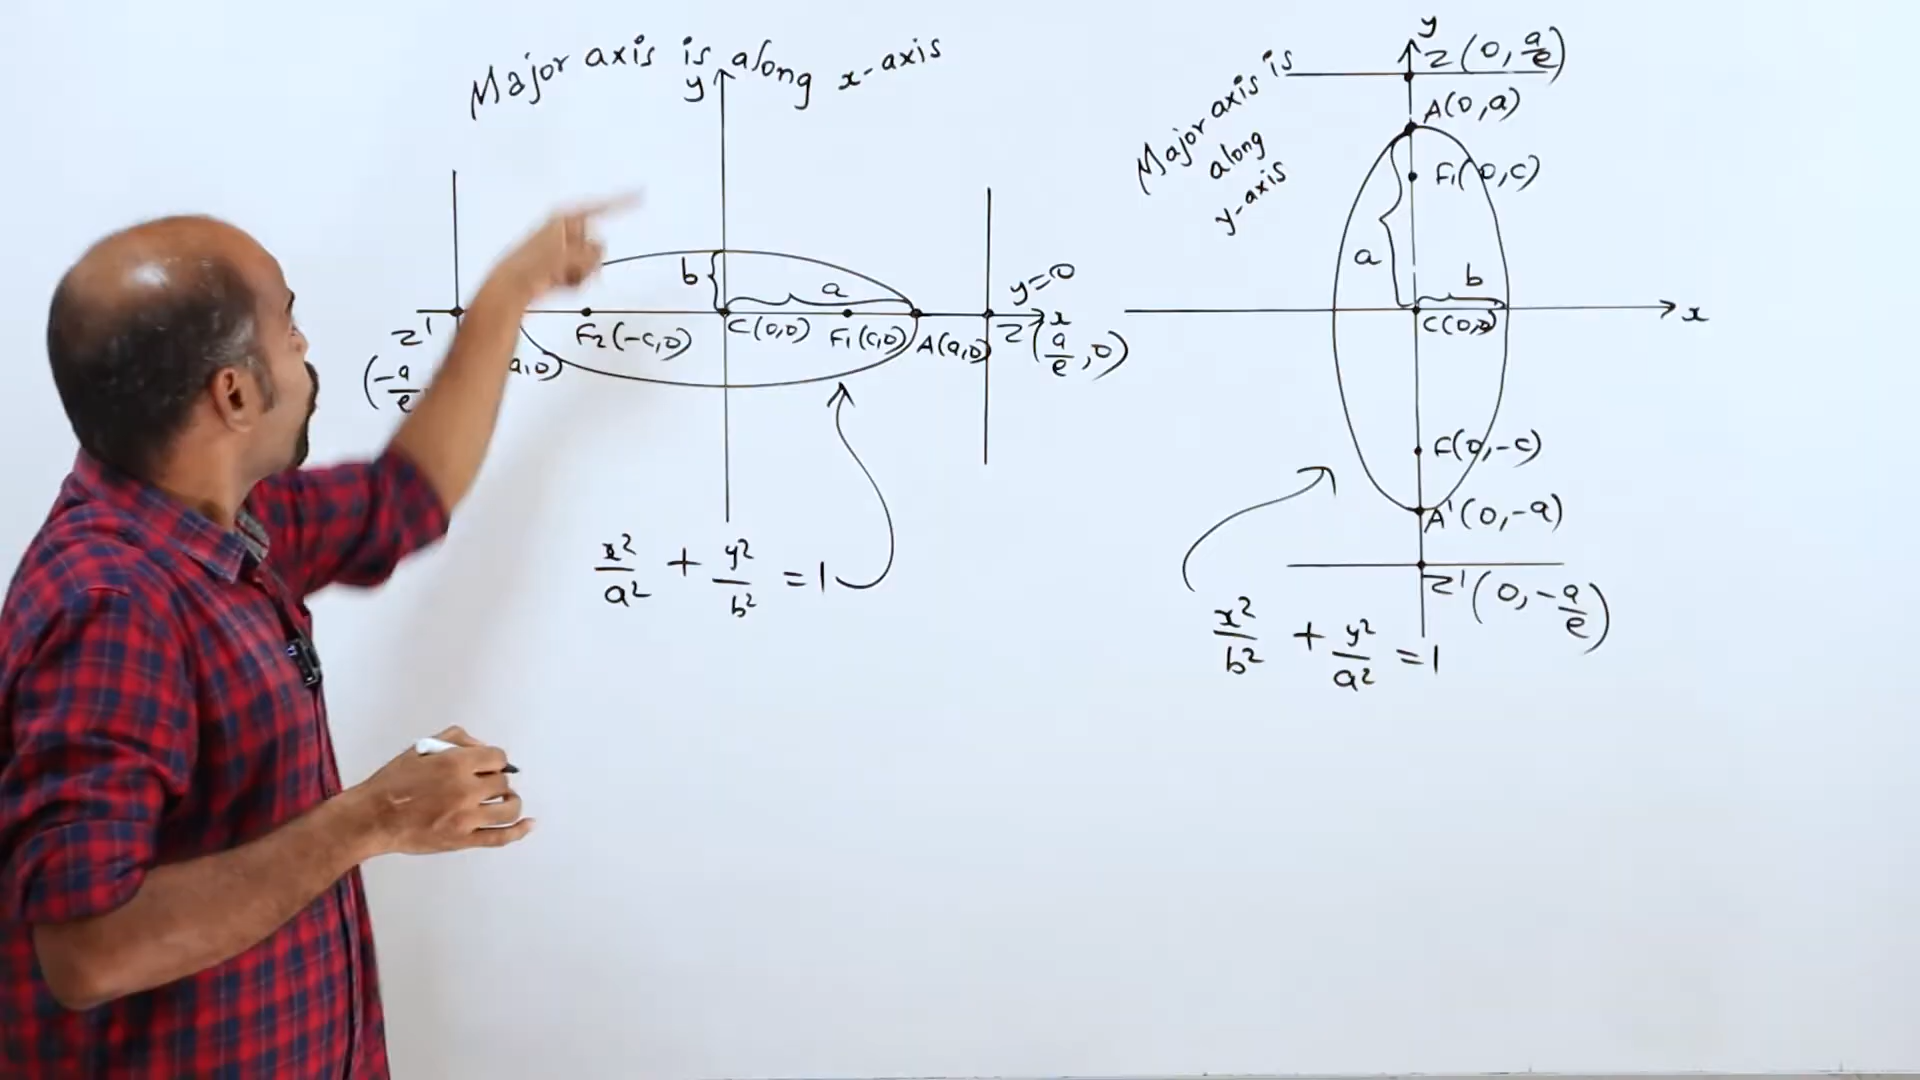 Major axis is along x-axis
y
b
a
y=0
x
Z'
F2(-c,0)
C(0,0)
F1(c,0)
A(a,0)
Z(a/e,0)
(-a/e
a,0)
x²/a² + y²/b² = 1
Major axis is
along
y-axis
y
Z(0,a/e)
A(0,a)
F1(0,c)
a
b
x
C(0,0)
F(0,-c)
A'(0,-a)
Z'(0,-a/e)
x²/b² + y²/a² = 1